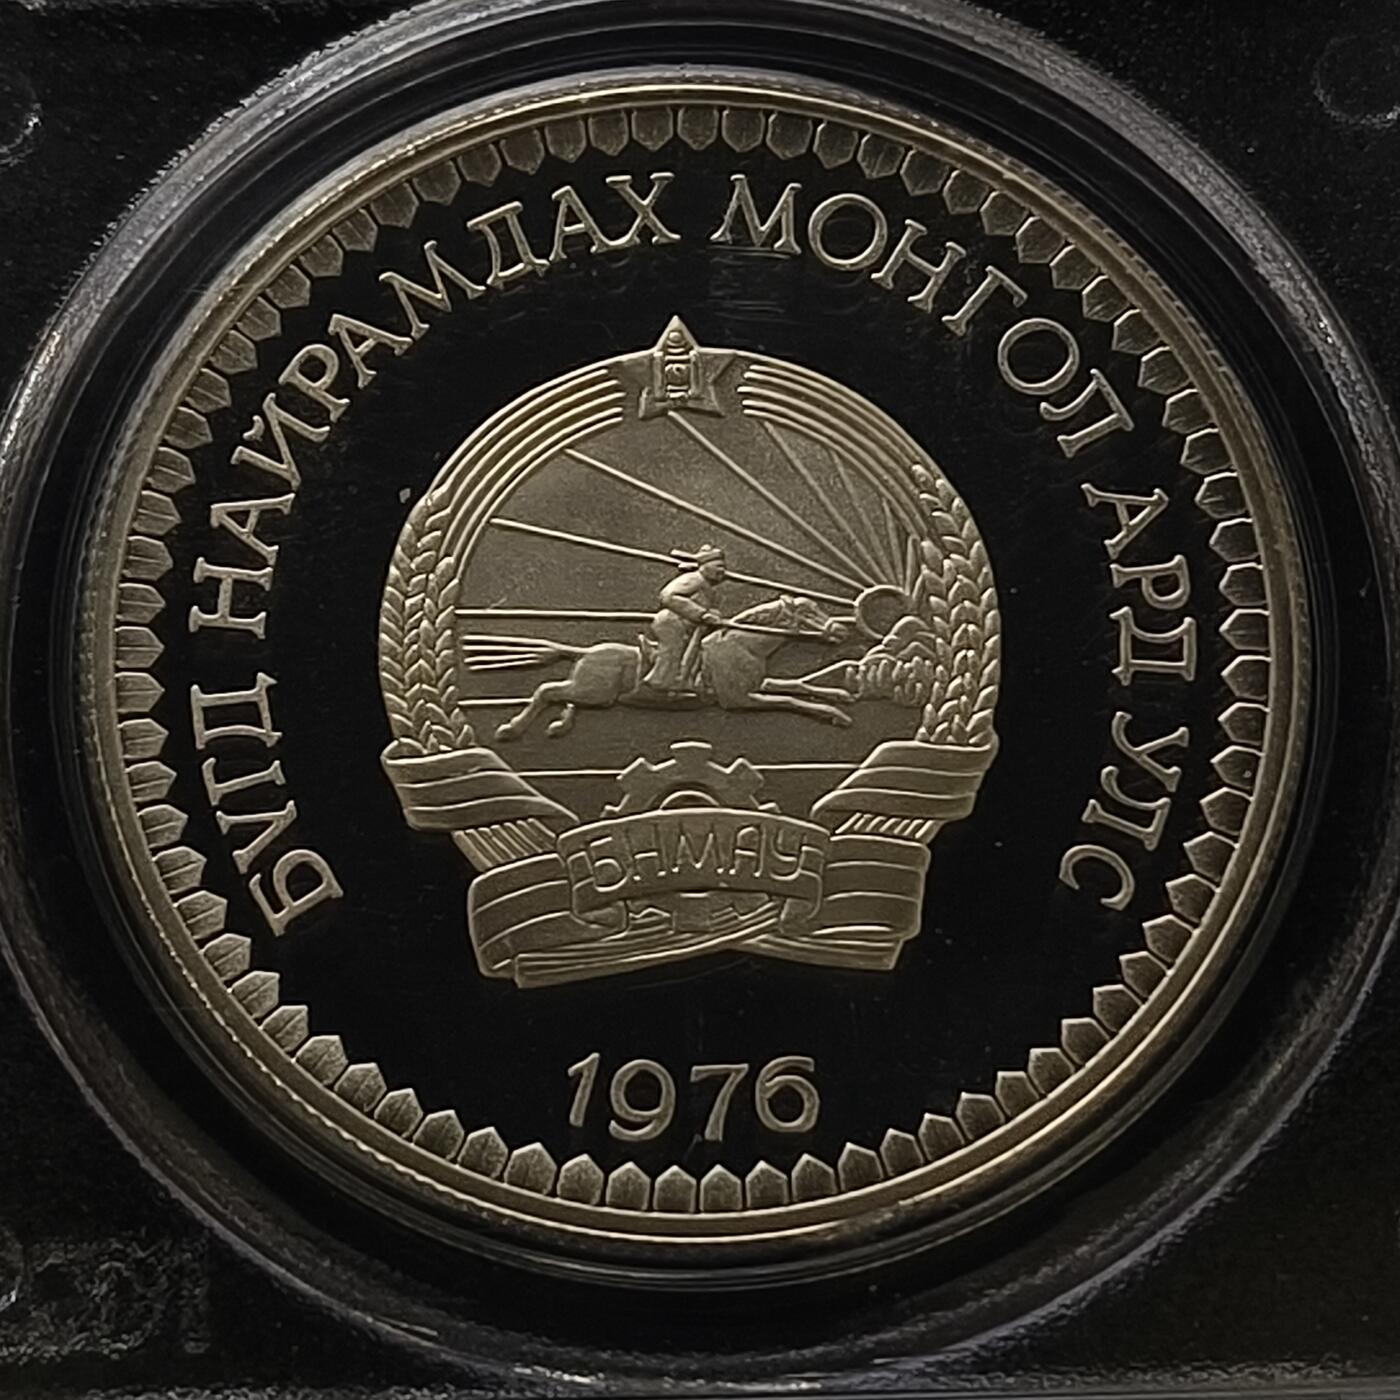 БҮГД НАЙРАМДАХ МОНГОЛ АРД УЛС
БНМАУ
1976